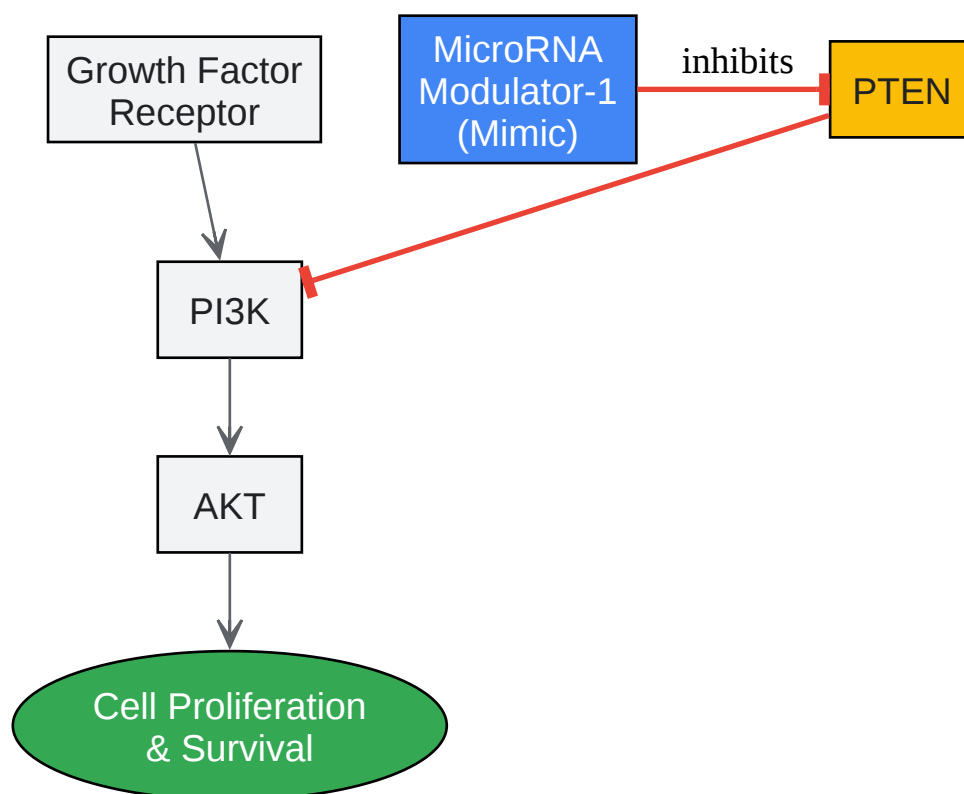 Growth Factor
Receptor
MicroRNA
Modulator-1
(Mimic)
inhibits
PTEN
PI3K
AKT
Cell Proliferation
& Survival